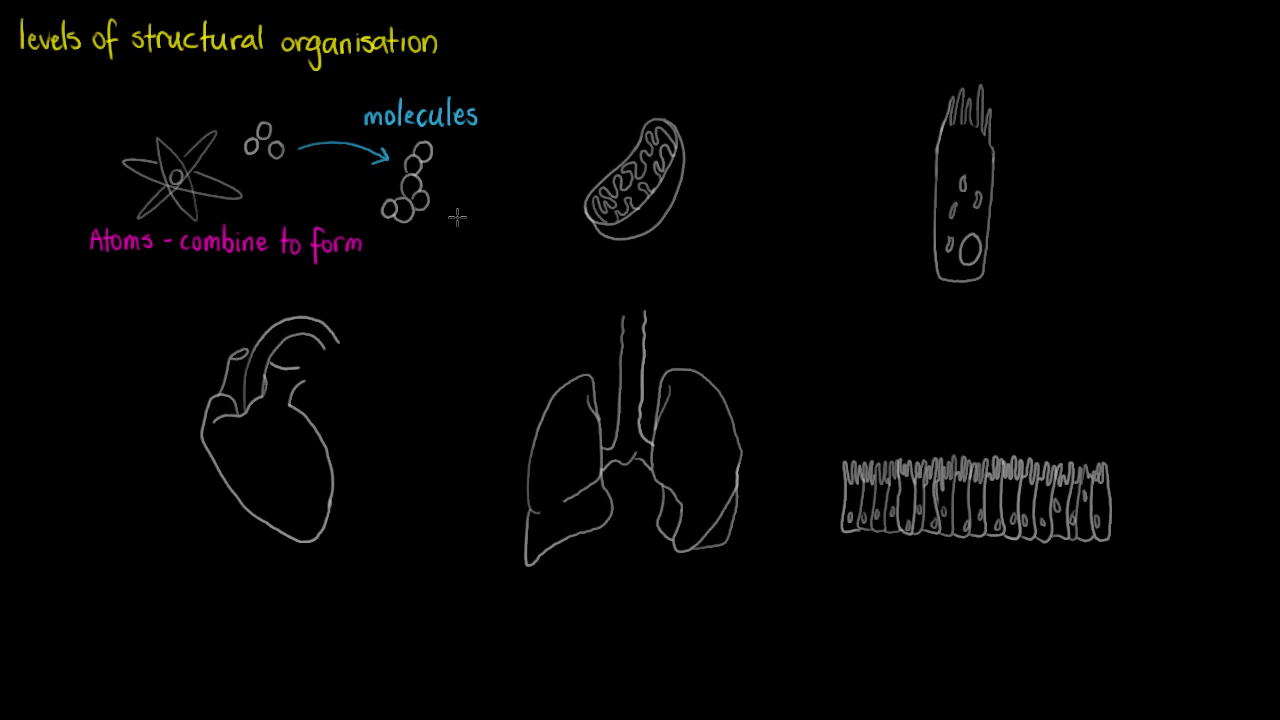 levels of structural organisation
molecules
Atoms - combine to form